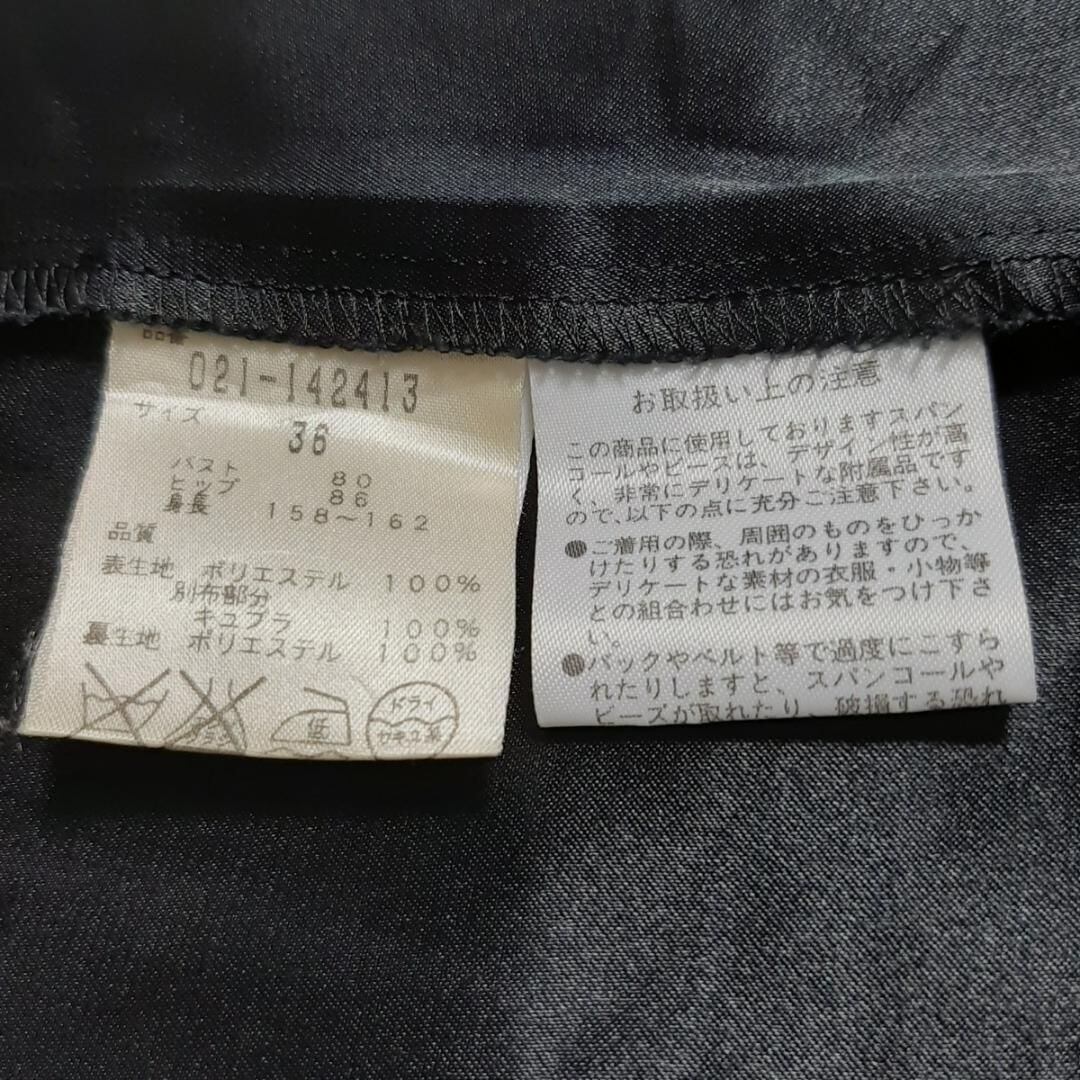 品番
021-142413
サイズ
36
バスト 80
ヒップ 86
身長 158～162
品質
表生地 ポリエステル 100%
別布部分
キュプラ 100%
裏生地 ポリエステル 100%
低
ドライ
セキユ系
お取扱い上の注意
この商品に使用しておりますスパン
コールやビーズは、デザイン性が高
く、非常にデリケートな附属品です
ので、以下の点に充分ご注意下さい。
●ご着用の際、周囲のものをひっか
けたりする恐れがありますので、
デリケートな素材の衣服・小物等
との組合わせにはお気をつけ下さ
い。
●バックやベルト等で過度にこすら
れたりしますと、スパンコールや
ビーズが取れたり、破損する恐れ